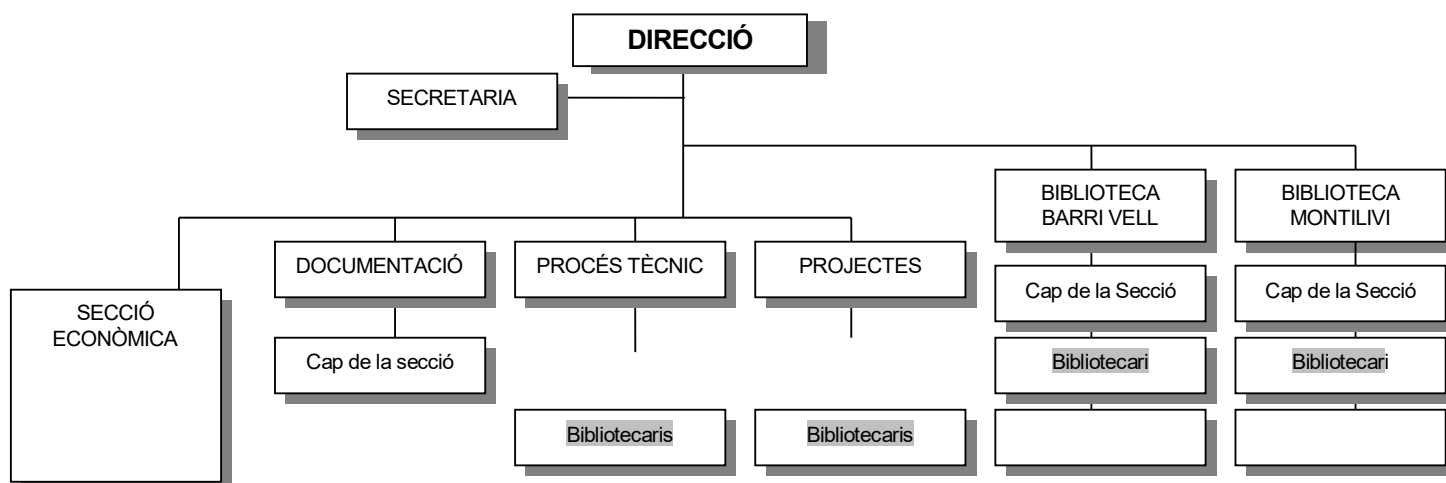 DIRECCIÓ
SECRETARIA
BIBLIOTECA
BARRI VELL
BIBLIOTECA
MONTILIVI
DOCUMENTACIÓ
PROCÉS TÈCNIC
PROJECTES
Cap de la Secció
Cap de la Secció
SECCIÓ
ECONÒMICA
Cap de la secció
Bibliotecari
Bibliotecari
Bibliotecaris
Bibliotecaris